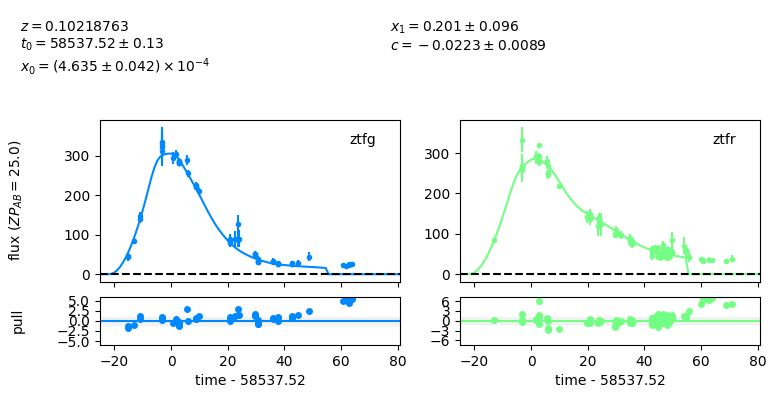 z = 0.10218763
t₀ = 58537.52 ± 0.13
x₀ = (4.635 ± 0.042) × 10⁻⁴
x₁ = 0.201 ± 0.096
c = −0.0223 ± 0.0089
flux (ZP_AB = 25.0)
300
200
100
0
ztfg
300
200
100
0
ztfr
pull
5.0
2.5
0.0
−2.5
−5.0
−20 0 20 40 60 80
time - 58537.52
6
3
0
−3
−6
−20 0 20 40 60 80
time - 58537.52